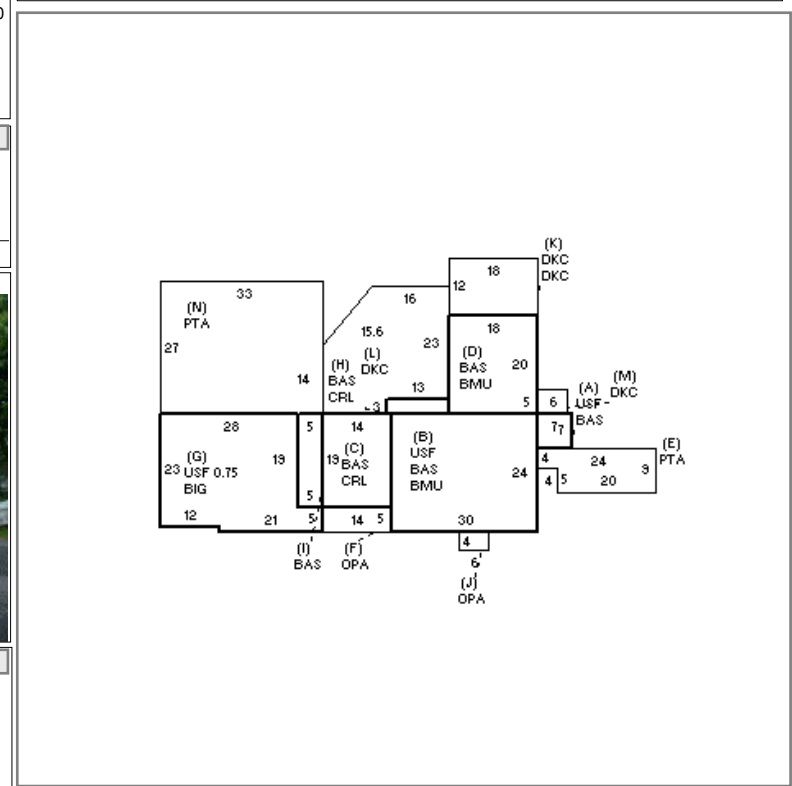 (K)
DKC
DKC
18
12
33
(N)
PTA
27
14
16
15.6
(L)
DKC
23
(H)
BAS
CRL
13
3
18
(D)
BAS
BMU
20
5
6
(M)
DKC
(A)
USF
BAS
7 7
28
5
14
(G)
USF 0.75
BIG
23
19
19
(C)
BAS
CRL
(B)
USF
BAS
BMU
24
4
24
9
(E)
PTA
4
5
20
5
12
21
5
14
5
30
(I)
BAS
(F)
OPA
4
6
(J)
OPA